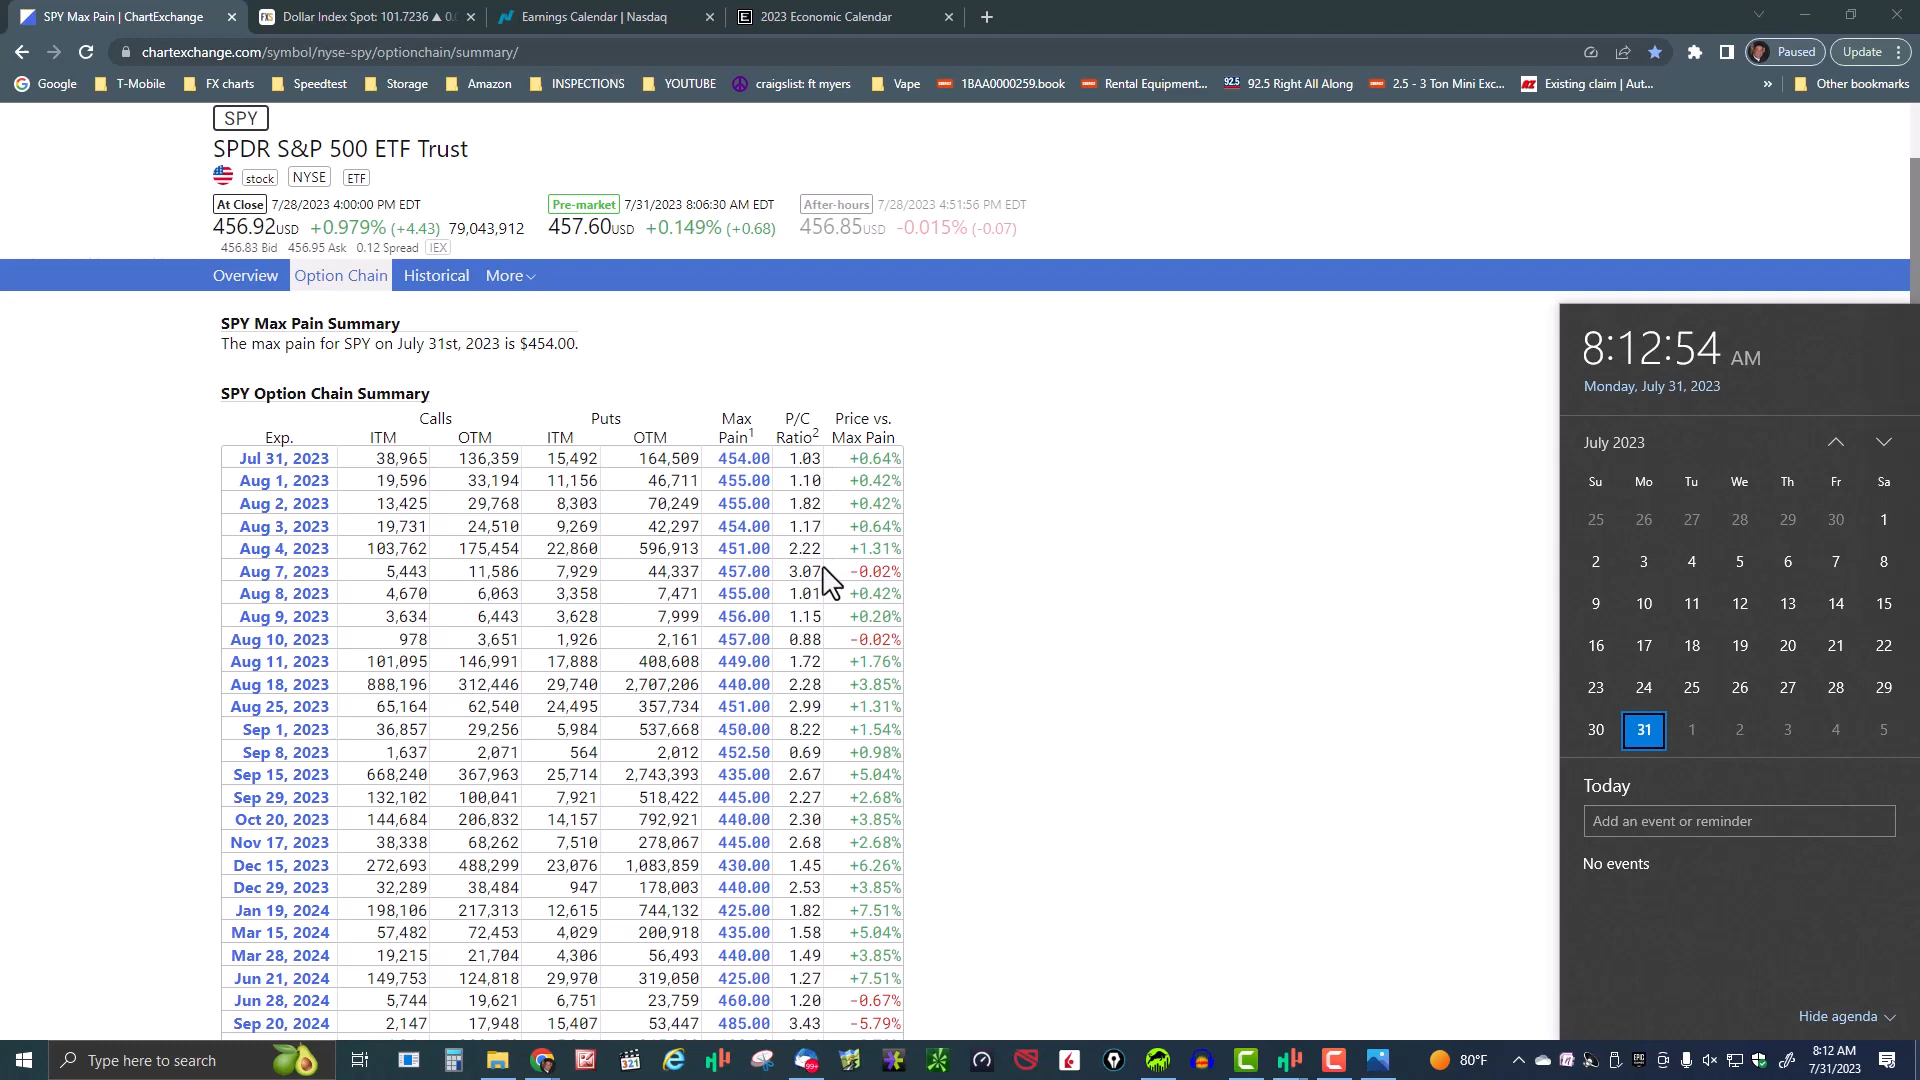 SPY Max Pain | ChartExchange
Dollar Index Spot: 101.7236 ▲ 0.
Earnings Calendar | Nasdaq
2023 Economic Calendar
chartexchange.com/symbol/nyse-spy/optionchain/summary/
Paused
Update
Google
T-Mobile
FX charts
Speedtest
Storage
Amazon
INSPECTIONS
YOUTUBE
craigslist: ft myers
Vape
1BAA0000259.book
Rental Equipment...
92.5 Right All Along
2.5 - 3 Ton Mini Exc...
Existing claim | Aut...
Other bookmarks
SPY
SPDR S&P 500 ETF Trust
stock NYSE ETF
At Close 7/28/2023 4:00:00 PM EDT
456.92USD +0.979% (+4.43) 79,043,912
456.83 Bid 456.95 Ask 0.12 Spread IEX
Pre-market 7/31/2023 8:06:30 AM EDT
457.60USD +0.149% (+0.68)
After-hours 7/28/2023 4:51:56 PM EDT
456.85USD -0.015% (-0.07)
Overview Option Chain Historical More
SPY Max Pain Summary
The max pain for SPY on July 31st, 2023 is $454.00.
SPY Option Chain Summary
Calls Puts Max P/C Price vs.
Exp. ITM OTM ITM OTM Pain1 Ratio2 Max Pain
Jul 31, 2023 38,965 136,359 15,492 164,509 454.00 1.03 +0.64%
Aug 1, 2023 19,596 33,194 11,156 46,711 455.00 1.10 +0.42%
Aug 2, 2023 13,425 29,768 8,303 70,249 455.00 1.82 +0.42%
Aug 3, 2023 19,731 24,510 9,269 42,297 454.00 1.17 +0.64%
Aug 4, 2023 103,762 175,454 22,860 596,913 451.00 2.22 +1.31%
Aug 7, 2023 5,443 11,586 7,929 44,337 457.00 3.07 -0.02%
Aug 8, 2023 4,670 6,063 3,358 7,471 455.00 1.01 +0.42%
Aug 9, 2023 3,634 6,443 3,628 7,999 456.00 1.15 +0.20%
Aug 10, 2023 978 3,651 1,926 2,161 457.00 0.88 -0.02%
Aug 11, 2023 101,095 146,991 17,888 408,608 449.00 1.72 +1.76%
Aug 18, 2023 888,196 312,446 29,740 2,707,206 440.00 2.28 +3.85%
Aug 25, 2023 65,164 62,540 24,495 357,734 451.00 2.99 +1.31%
Sep 1, 2023 36,857 29,256 5,984 537,668 450.00 8.22 +1.54%
Sep 8, 2023 1,637 2,071 564 2,012 452.50 0.69 +0.98%
Sep 15, 2023 668,240 367,963 25,714 2,743,393 435.00 2.67 +5.04%
Sep 29, 2023 132,102 100,041 7,921 518,422 445.00 2.27 +2.68%
Oct 20, 2023 144,684 206,832 14,157 792,921 440.00 2.30 +3.85%
Nov 17, 2023 38,338 68,262 7,510 278,067 445.00 2.68 +2.68%
Dec 15, 2023 272,693 488,299 23,076 1,083,859 430.00 1.45 +6.26%
Dec 29, 2023 32,289 38,484 947 178,003 440.00 2.53 +3.85%
Jan 19, 2024 198,106 217,313 12,615 744,132 425.00 1.82 +7.51%
Mar 15, 2024 57,482 72,453 4,029 200,918 435.00 1.58 +5.04%
Mar 28, 2024 19,215 21,704 4,306 56,493 440.00 1.49 +3.85%
Jun 21, 2024 149,753 124,818 29,970 319,050 425.00 1.27 +7.51%
Jun 28, 2024 5,744 19,621 6,751 23,759 460.00 1.20 -0.67%
Sep 20, 2024 2,147 17,948 15,407 53,447 485.00 3.43 -5.79%
8:12:54 AM
Monday, July 31, 2023
July 2023
Su Mo Tu We Th Fr Sa
25 26 27 28 29 30 1
2 3 4 5 6 7 8
9 10 11 12 13 14 15
16 17 18 19 20 21 22
23 24 25 26 27 28 29
30 31 1 2 3 4 5
Today
Add an event or reminder
No events
Hide agenda
Type here to search
80°F
8:12 AM
7/31/2023